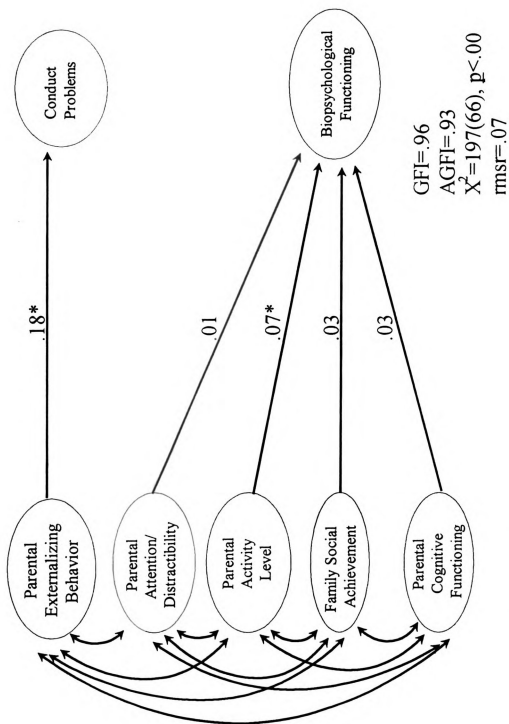 Conduct
Problems
Biopsychological
Functioning
GFI=.96
AGFI=.93
X²=197(66), p<.00
rmsr=.07
.18*
.01
.07*
.03
.03
Parental
Externalizing
Behavior
Parental
Attention/
Distractibility
Parental
Activity
Level
Family Social
Achievement
Parental
Cognitive
Functioning